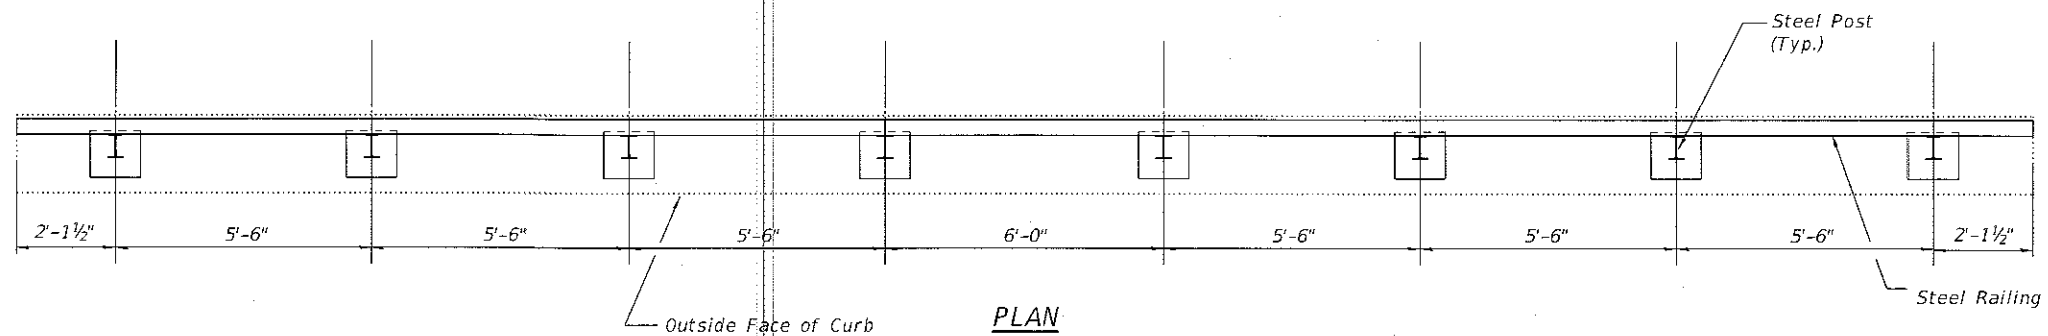 Steel Post
(Typ.)
2'-1½"
5'-6"
5'-6"
5'-6"
6'-0"
5'-6"
5'-6"
5'-6"
2'-1½"
Steel Railing
Outside Face of Curb
PLAN